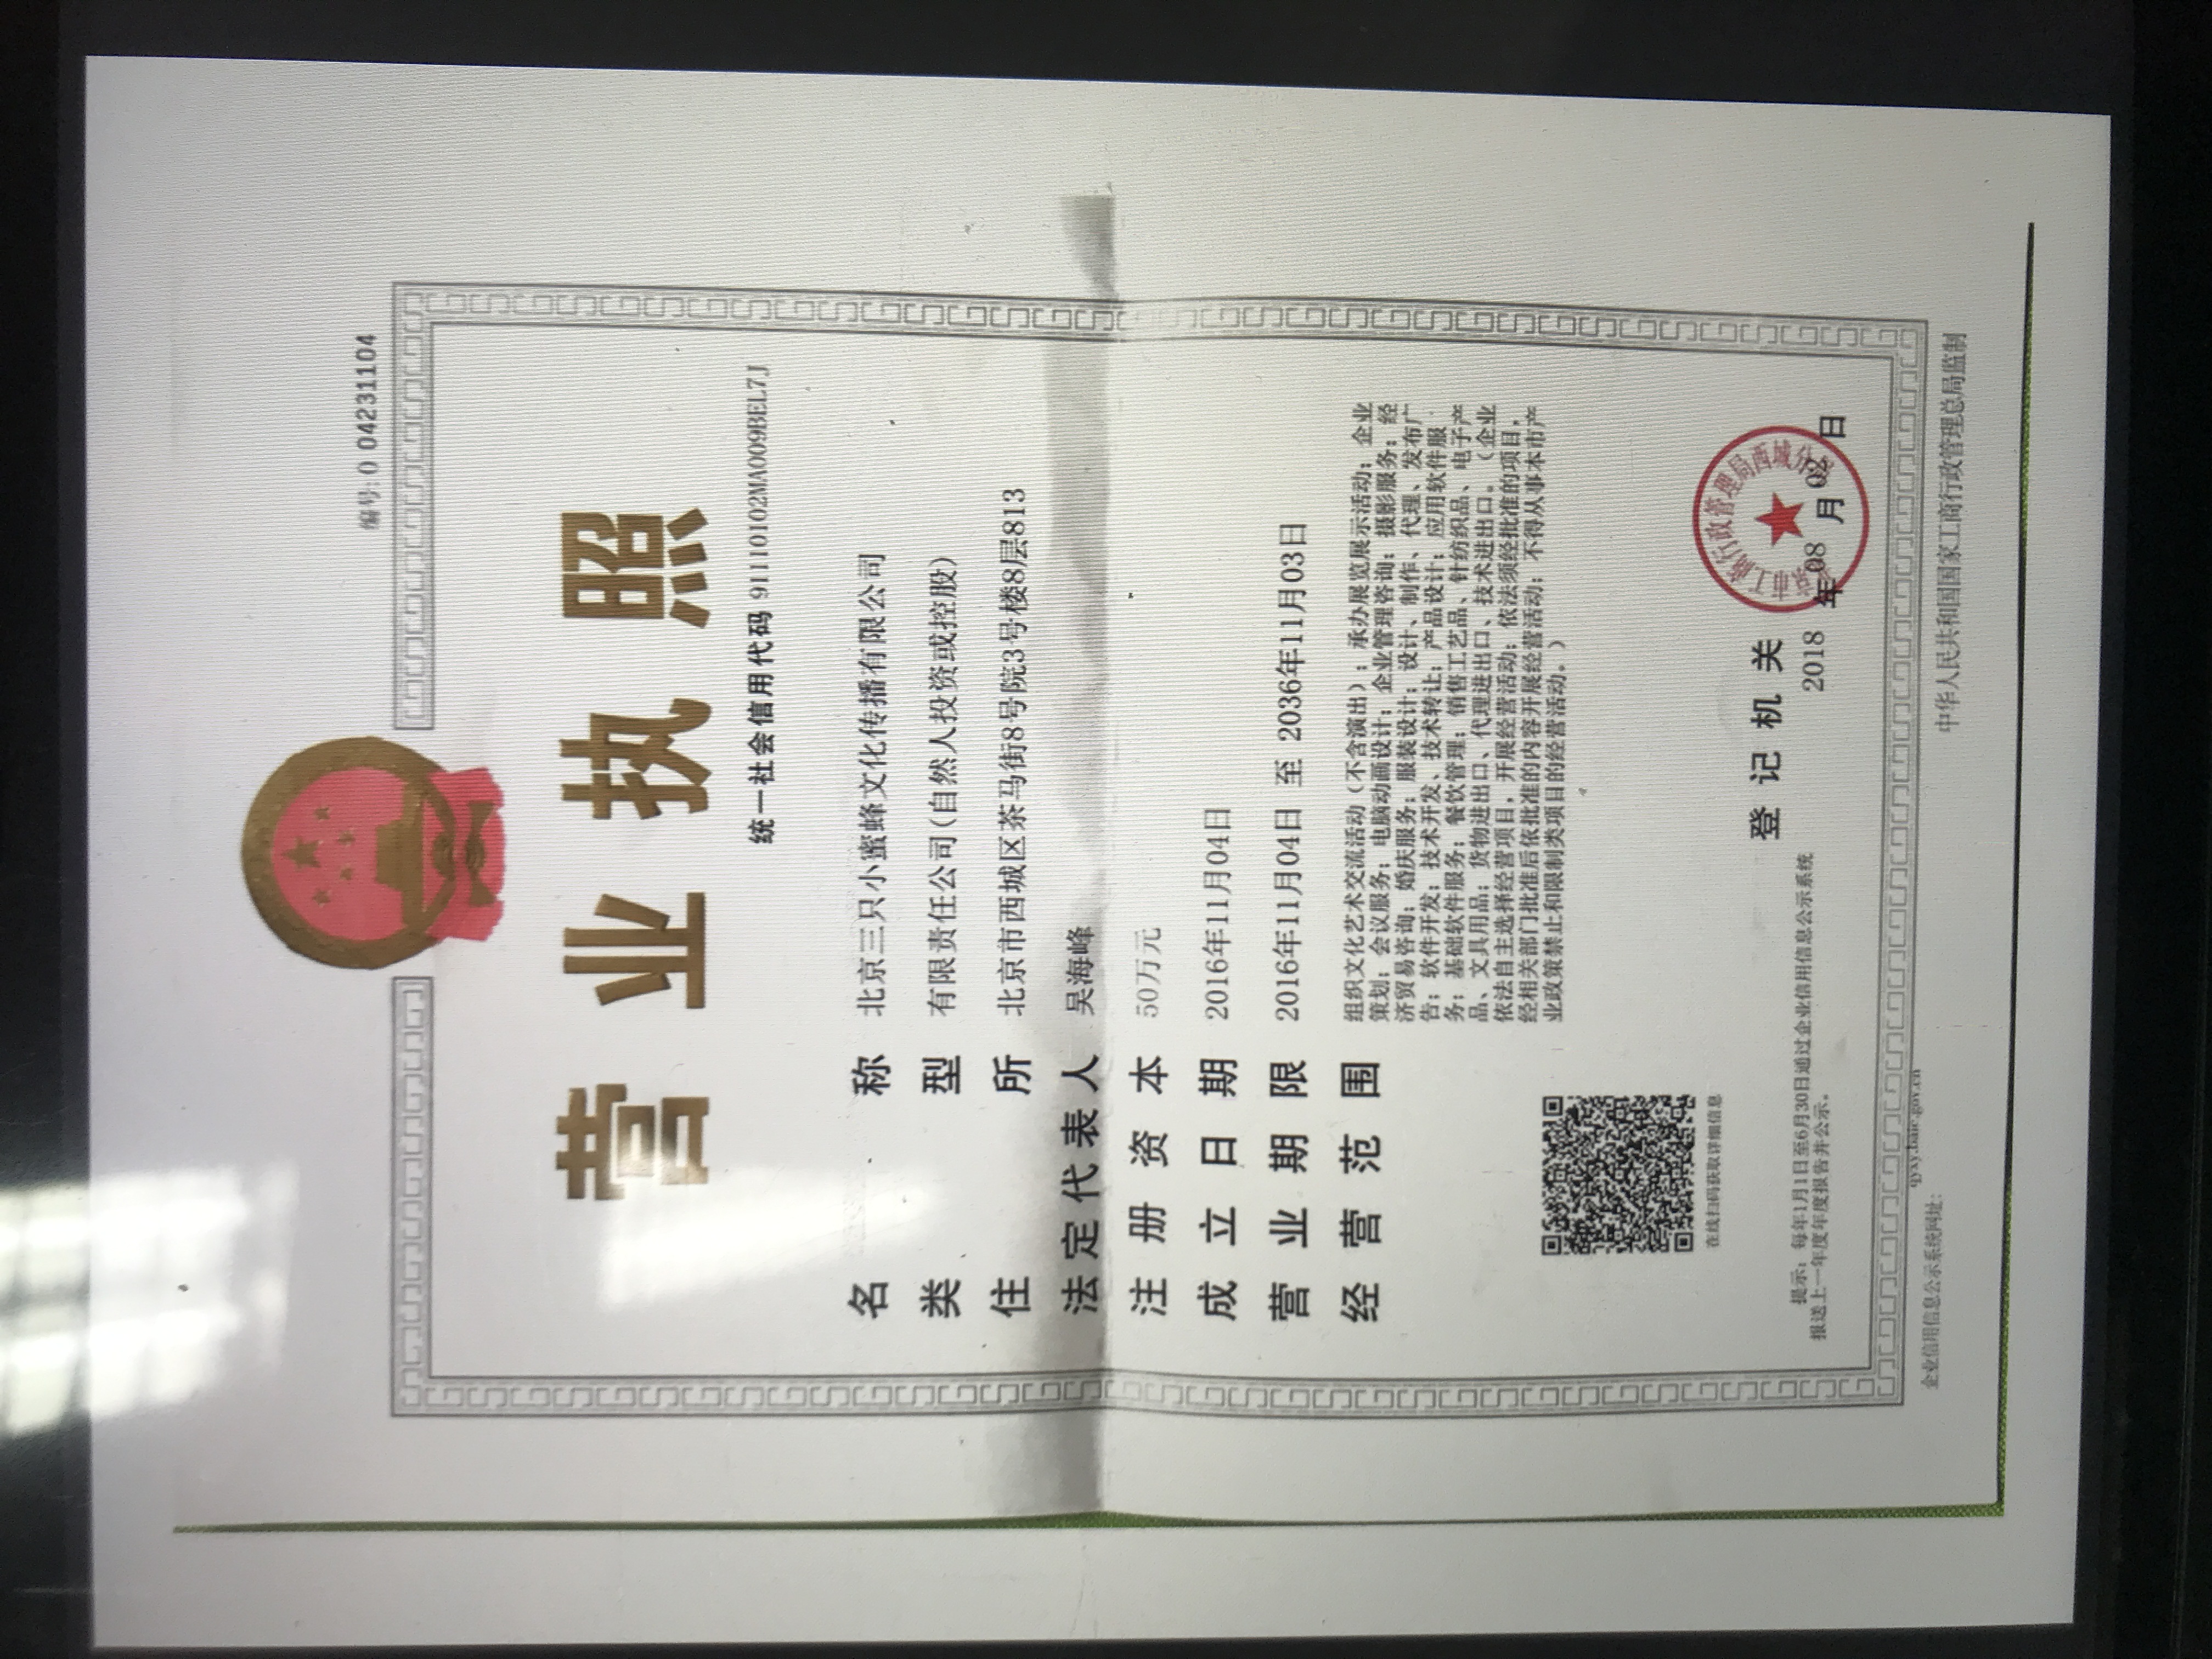 编号: 0 04231104
营业执照
统一社会信用代码 91110102MA009BEL7J
名称 北京三只小蜜蜂文化传播有限公司
类型 有限责任公司(自然人投资或控股)
住所 北京市西城区茶马街8号院3号楼8层813
法定代表人 吴海峰
注册资本 50万元
成立日期 2016年11月04日
营业期限 2016年11月04日 至 2036年11月03日
经营范围 组织文化艺术交流活动（不含演出）；承办展览展示活动；企业
策划；会议服务；电脑动画设计；企业管理咨询；摄影服务；经
济贸易咨询；婚庆服务；服装设计；设计、制作、代理、发布广
告；软件开发；技术开发、技术转让；产品设计；应用软件服
务；基础软件服务；餐饮管理；销售工艺品、针纺织品、电子产
品、文具用品；货物进出口、代理进出口、技术进出口。（企业
依法自主选择经营项目，开展经营活动；依法须经批准的项目，
经相关部门批准后依批准的内容开展经营活动；不得从事本市产
业政策禁止和限制类项目的经营活动。）
在线扫码获取详细信息
登记机关
北京市工商行政管理局西城分局
2018年08月02日
提示：每年1月1日至6月30日通过企业信用信息公示系统
报送上一年度年度报告并公示。
qyxy.baic.gov.cn
企业信用信息公示系统网址：
中华人民共和国国家工商行政管理总局监制